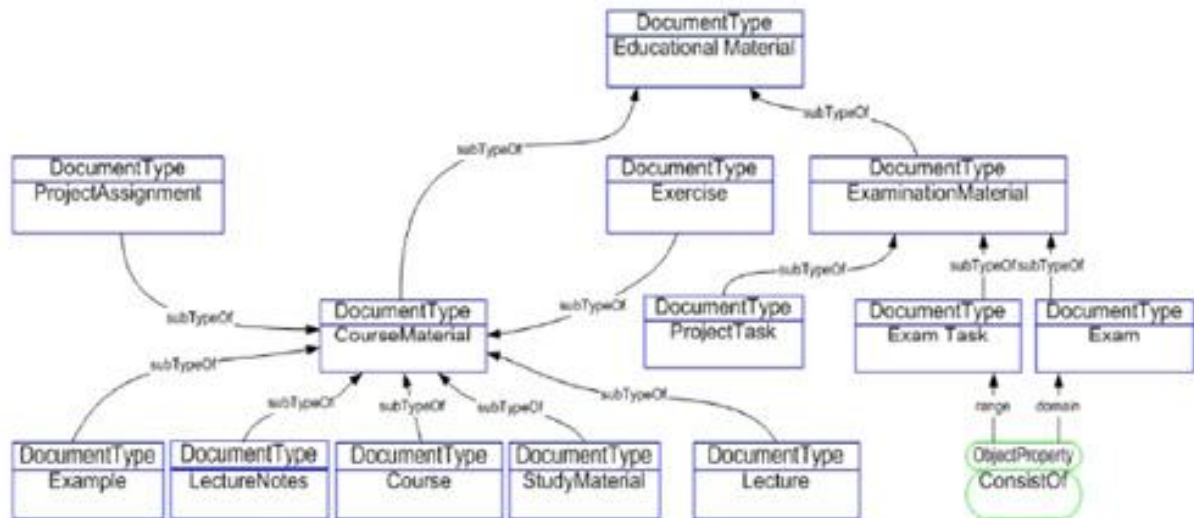 DocumentType
Educational Material
subTypeOf
subTypeOf
DocumentType
ProjectAssignment
DocumentType
Exercise
DocumentType
ExaminationMaterial
subTypeOf
subTypeOf
subTypeOf
subTypeOf
subTypeOf
DocumentType
CourseMaterial
DocumentType
ProjectTask
DocumentType
Exam Task
DocumentType
Exam
subTypeOf
subTypeOf
subTypeOf
subTypeOf
subTypeOf
range
domain
DocumentType
Example
DocumentType
LectureNotes
DocumentType
Course
DocumentType
StudyMaterial
DocumentType
Lecture
ObjectProperty
ConsistOf